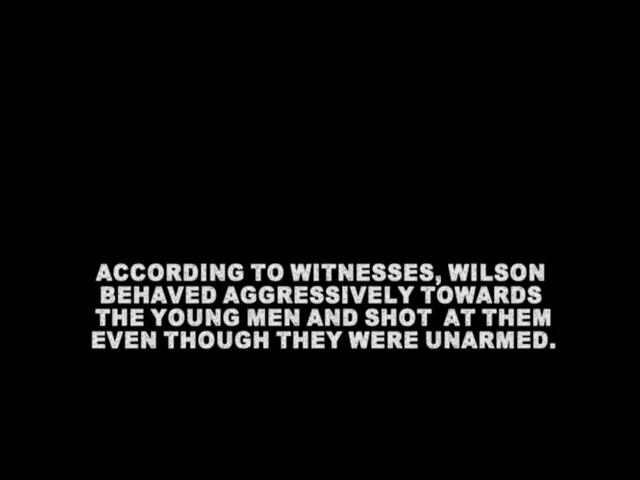 ACCORDING TO WITNESSES, WILSON
BEHAVED AGGRESSIVELY TOWARDS
THE YOUNG MEN AND SHOT AT THEM
EVEN THOUGH THEY WERE UNARMED.